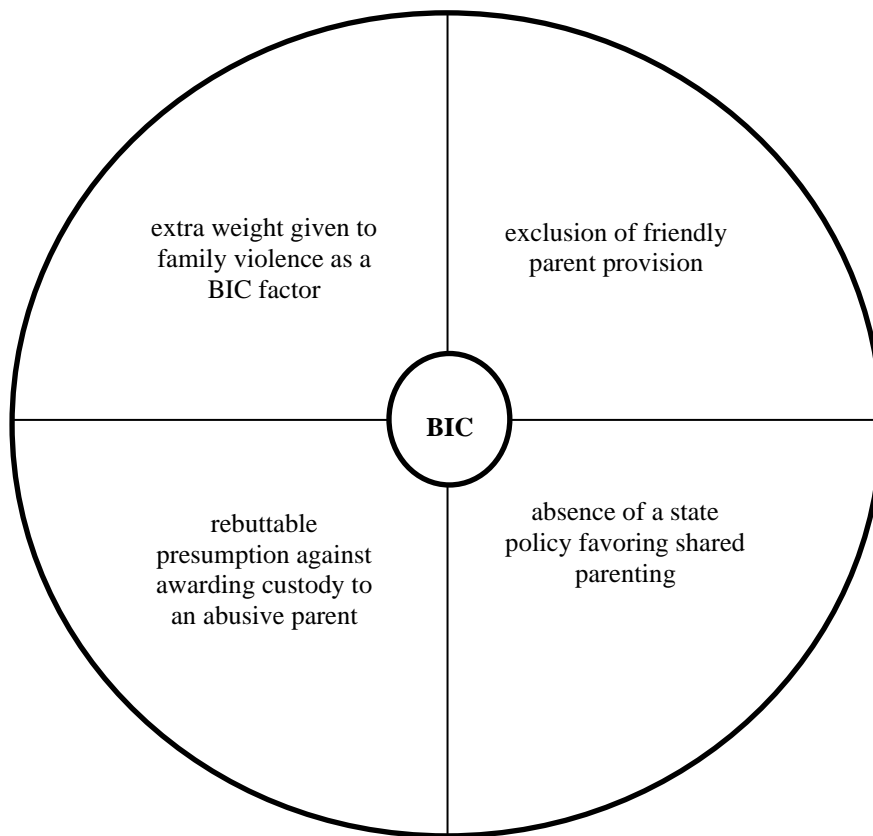 extra weight given to
family violence as a
BIC factor
exclusion of friendly
parent provision
BIC
rebuttable
presumption against
awarding custody to
an abusive parent
absence of a state
policy favoring shared
parenting